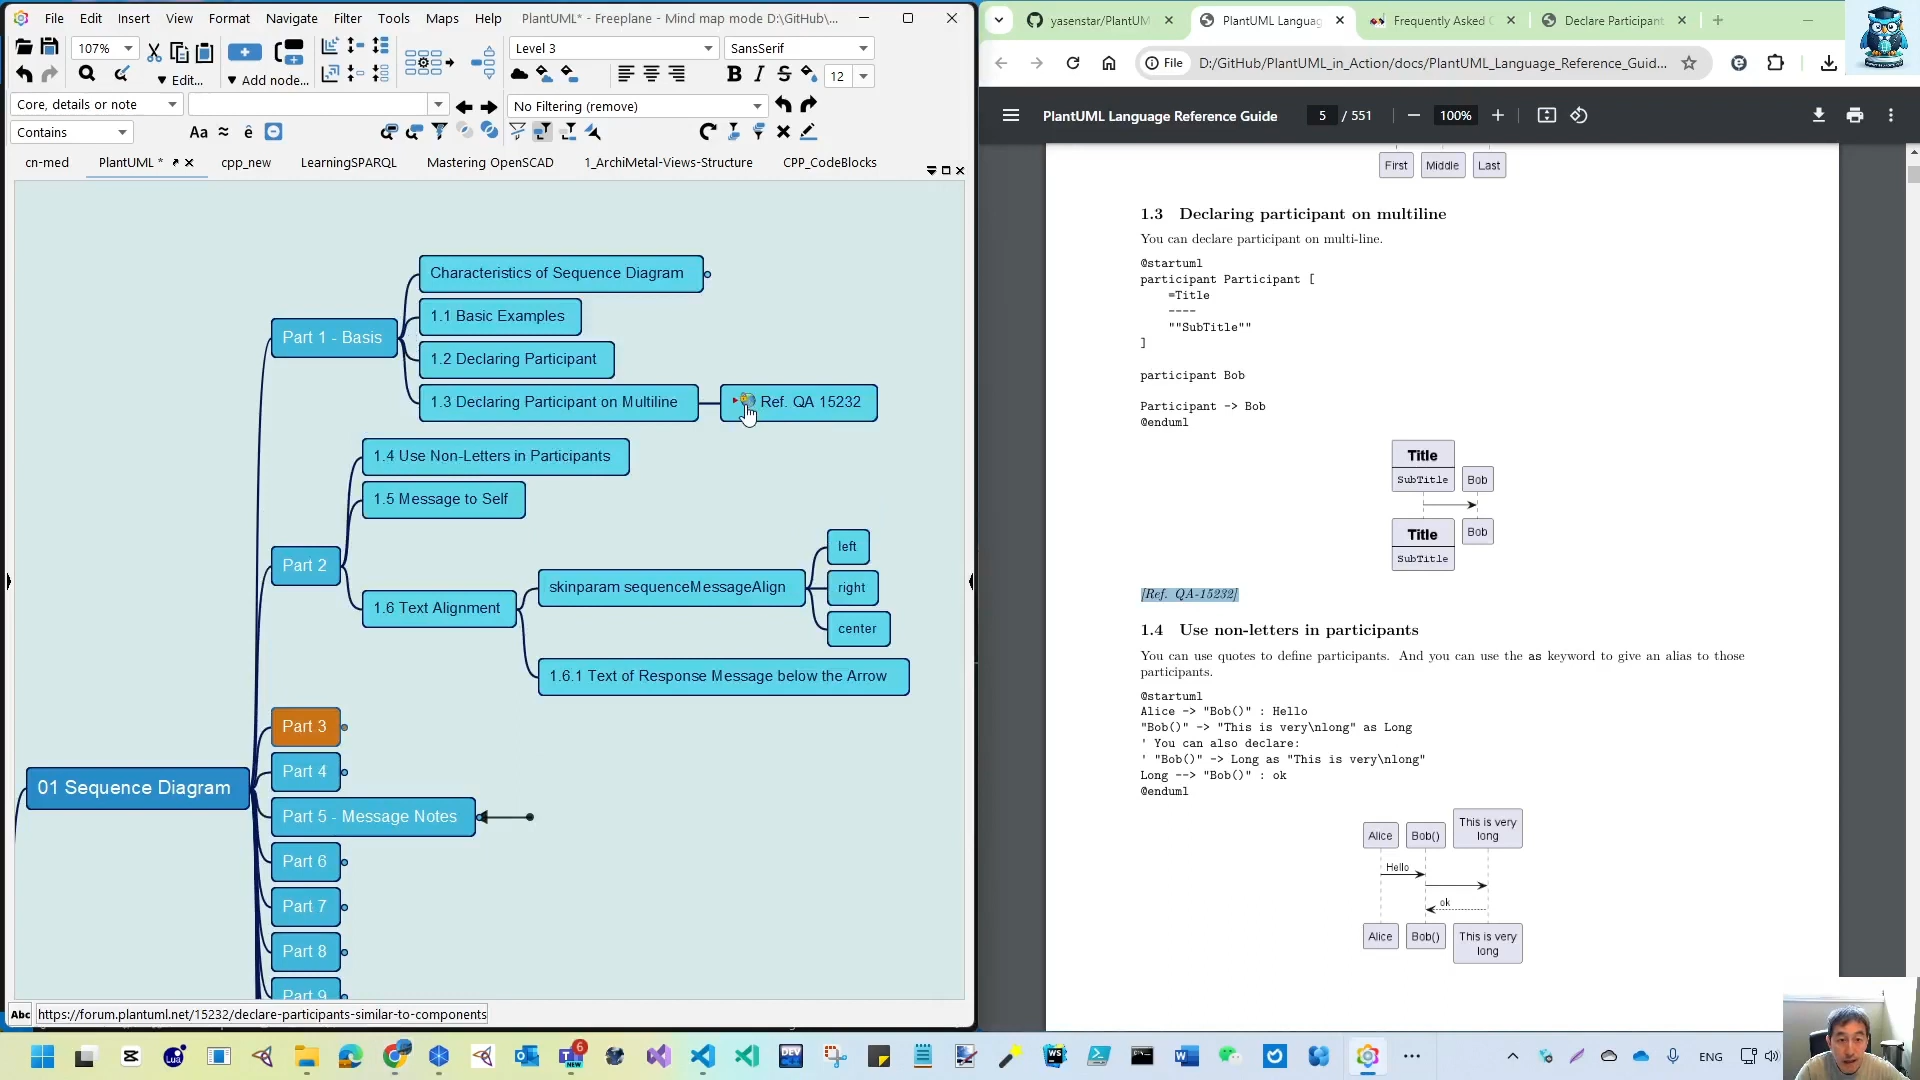 File Edit Insert View Format Navigate Filter Tools Maps Help PlantUML* - Freeplane - Mind map mode D:\GitHub\...
107% Level 3 SansSerif
Edit... Add node... 12
Core, details or note No Filtering (remove)
Contains Aa ≈ ê
cn-med PlantUML * cpp_new LearningSPARQL Mastering OpenSCAD 1_ArchiMetal-Views-Structure CPP_CodeBlocks
Characteristics of Sequence Diagram
1.1 Basic Examples
Part 1 - Basis
1.2 Declaring Participant
1.3 Declaring Participant on Multiline
Ref. QA 15232
1.4 Use Non-Letters in Participants
1.5 Message to Self
Part 2
left
skinparam sequenceMessageAlign
right
1.6 Text Alignment
center
1.6.1 Text of Response Message below the Arrow
Part 3
Part 4
01 Sequence Diagram
Part 5 - Message Notes
Part 6
Part 7
Part 8
Part 9
Abc https://forum.plantuml.net/15232/declare-participants-similar-to-components
yasenstar/PlantUM PlantUML Languag Frequently Asked Declare Participant
File D:/GitHub/PlantUML_in_Action/docs/PlantUML_Language_Reference_Guid...
PlantUML Language Reference Guide 5 / 551 100%
First Middle Last
1.3 Declaring participant on multiline
You can declare participant on multi-line.
@startuml
participant Participant [
=Title
----
""SubTitle""
]
participant Bob
Participant -> Bob
@enduml
Title
SubTitle Bob
Title Bob
SubTitle
[Ref. QA-15232]
1.4 Use non-letters in participants
You can use quotes to define participants. And you can use the as keyword to give an alias to those
participants.
@startuml
Alice -> "Bob()" : Hello
"Bob()" -> "This is very\nlong" as Long
' You can also declare:
' "Bob()" -> Long as "This is very\nlong"
Long --> "Bob()" : ok
@enduml
Alice Bob() This is very
long
Hello
ok
Alice Bob() This is very
long
6
NEW
ENG